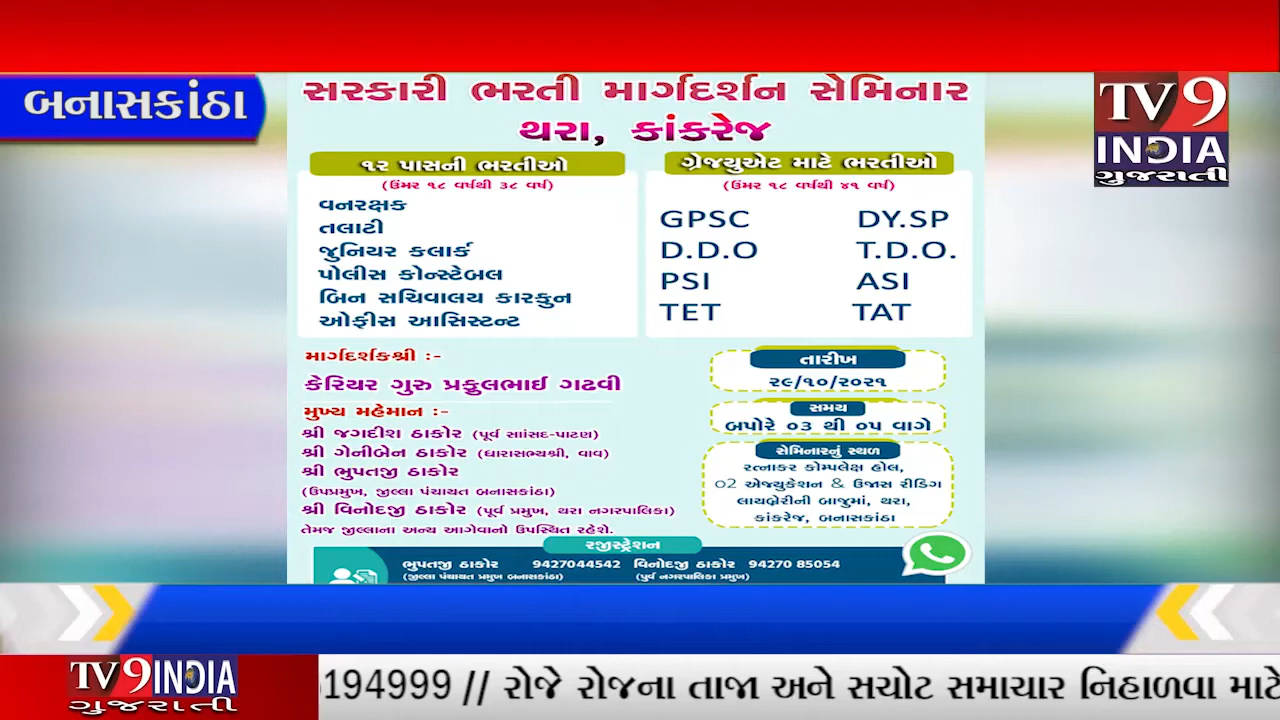 બનાસકાંઠા
TV9
INDIA
ગુજરાતી
સરકારી ભરતી માર્ગદર્શન સેમિનાર
થરા, કાંકરેજ
૧૨ પાસની ભરતીઓ
(ઉંમર ૧૮ વર્ષથી ૩૮ વર્ષ)
વનરક્ષક
તલાટી
જુનિયર કલાર્ક
પોલીસ કોન્સ્ટેબલ
બિન સચિવાલય કારકુન
ઓફીસ આસિસ્ટન્ટ
ગ્રેજ્યુએટ માટે ભરતીઓ
(ઉંમર ૧૮ વર્ષથી ૪૧ વર્ષ)
GPSC DY.SP
D.D.O T.D.O.
PSI ASI
TET TAT
માર્ગદર્શકશ્રી :-
કેરિયર ગુરુ પ્રફુલભાઈ ગઢવી
મુખ્ય મહેમાન :-
શ્રી જગદીશ ઠાકોર (પૂર્વ સાંસદ-પાટણ)
શ્રી ગેનીબેન ઠાકોર (ધારાસભ્યશ્રી, વાવ)
શ્રી ભુપતજી ઠાકોર
(ઉપપ્રમુખ, જીલ્લા પંચાયત બનાસકાંઠા)
શ્રી વિનોદજી ઠાકોર (પૂર્વ પ્રમુખ, થરા નગરપાલિકા)
તેમજ જીલ્લાના અન્ય આગેવાનો ઉપસ્થિત રહેશે.
તારીખ
૨૯/૧૦/૨૦૨૧
સમય
બપોરે ૦૩ થી ૦૫ વાગે
સેમિનારનું સ્થળ
રત્નાકર કોમ્પલેક્ષ હોલ,
o2 એજ્યુકેશન & ઉજાસ રીડિંગ
લાયબ્રેરીની બાજુમાં, થરા,
કાંકરેજ, બનાસકાંઠા
રજીસ્ટ્રેશન
ભુપતજી ઠાકોર 9427044542 વિનોદજી ઠાકોર 94270 85054
(જીલ્લા પંચાયત પ્રમુખ બનાસકાંઠા) (પુર્વ નગરપાલિકા પ્રમુખ)
TV9 INDIA
ગુજરાતી
194999 // રોજે રોજના તાજા અને સચોટ સમાચાર નિહાળવા માટે